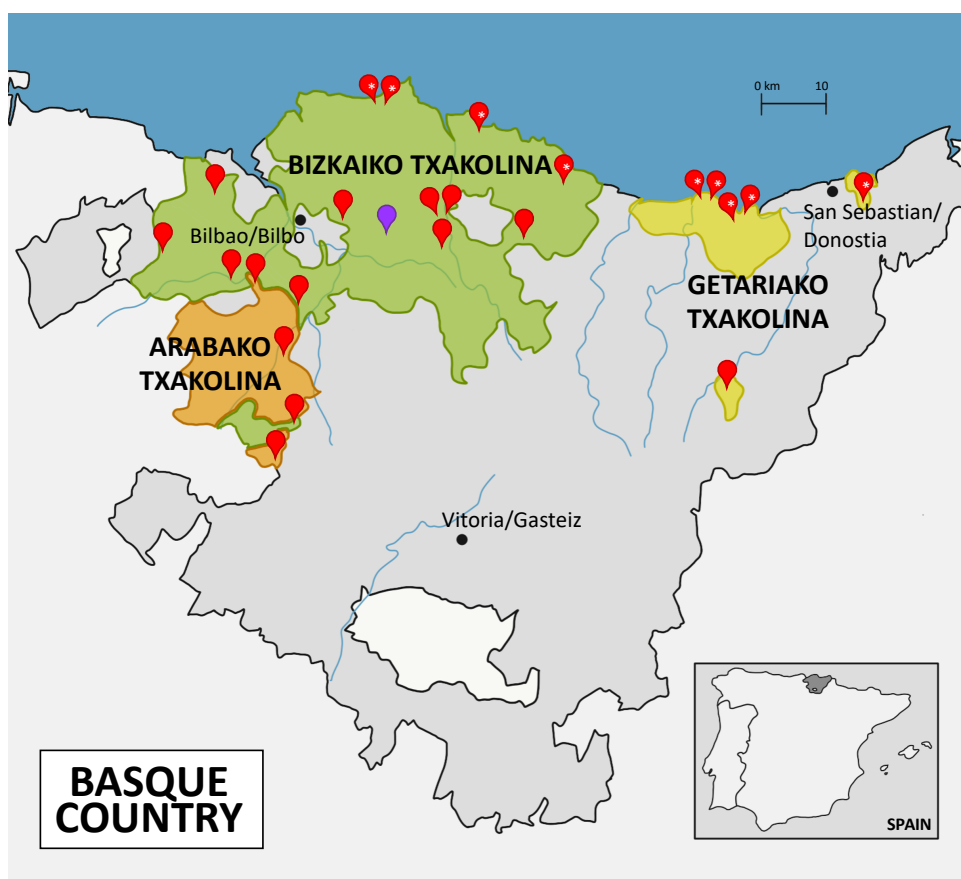 0 km 10
BIZKAIKO TXAKOLINA
* * * * * * * * *
San Sebastian/
Donostia
Bilbao/Bilbo
GETARIAKO
TXAKOLINA
ARABAKO
TXAKOLINA
Vitoria/Gasteiz
BASQUE
COUNTRY
SPAIN